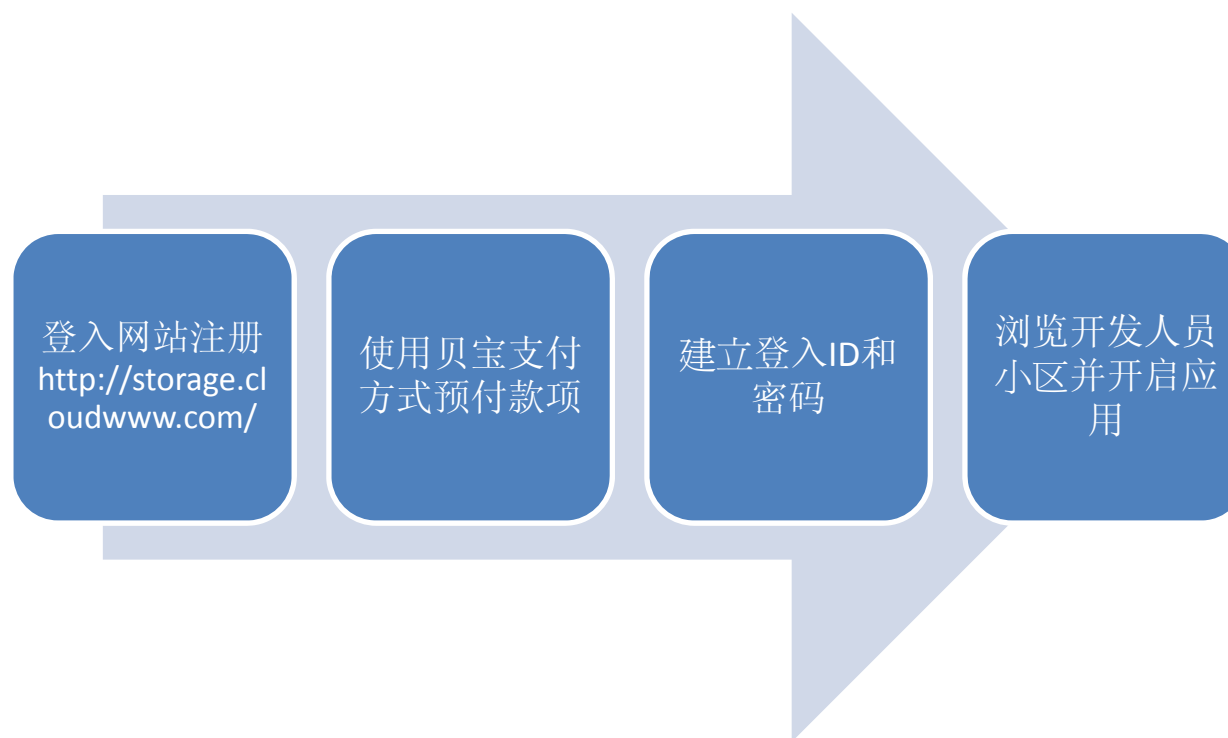 登入网站注册
http://storage.cl
oudwww.com/
使用贝宝支付
方式预付款项
建立登入ID和
密码
浏览开发人员
小区并开启应
用